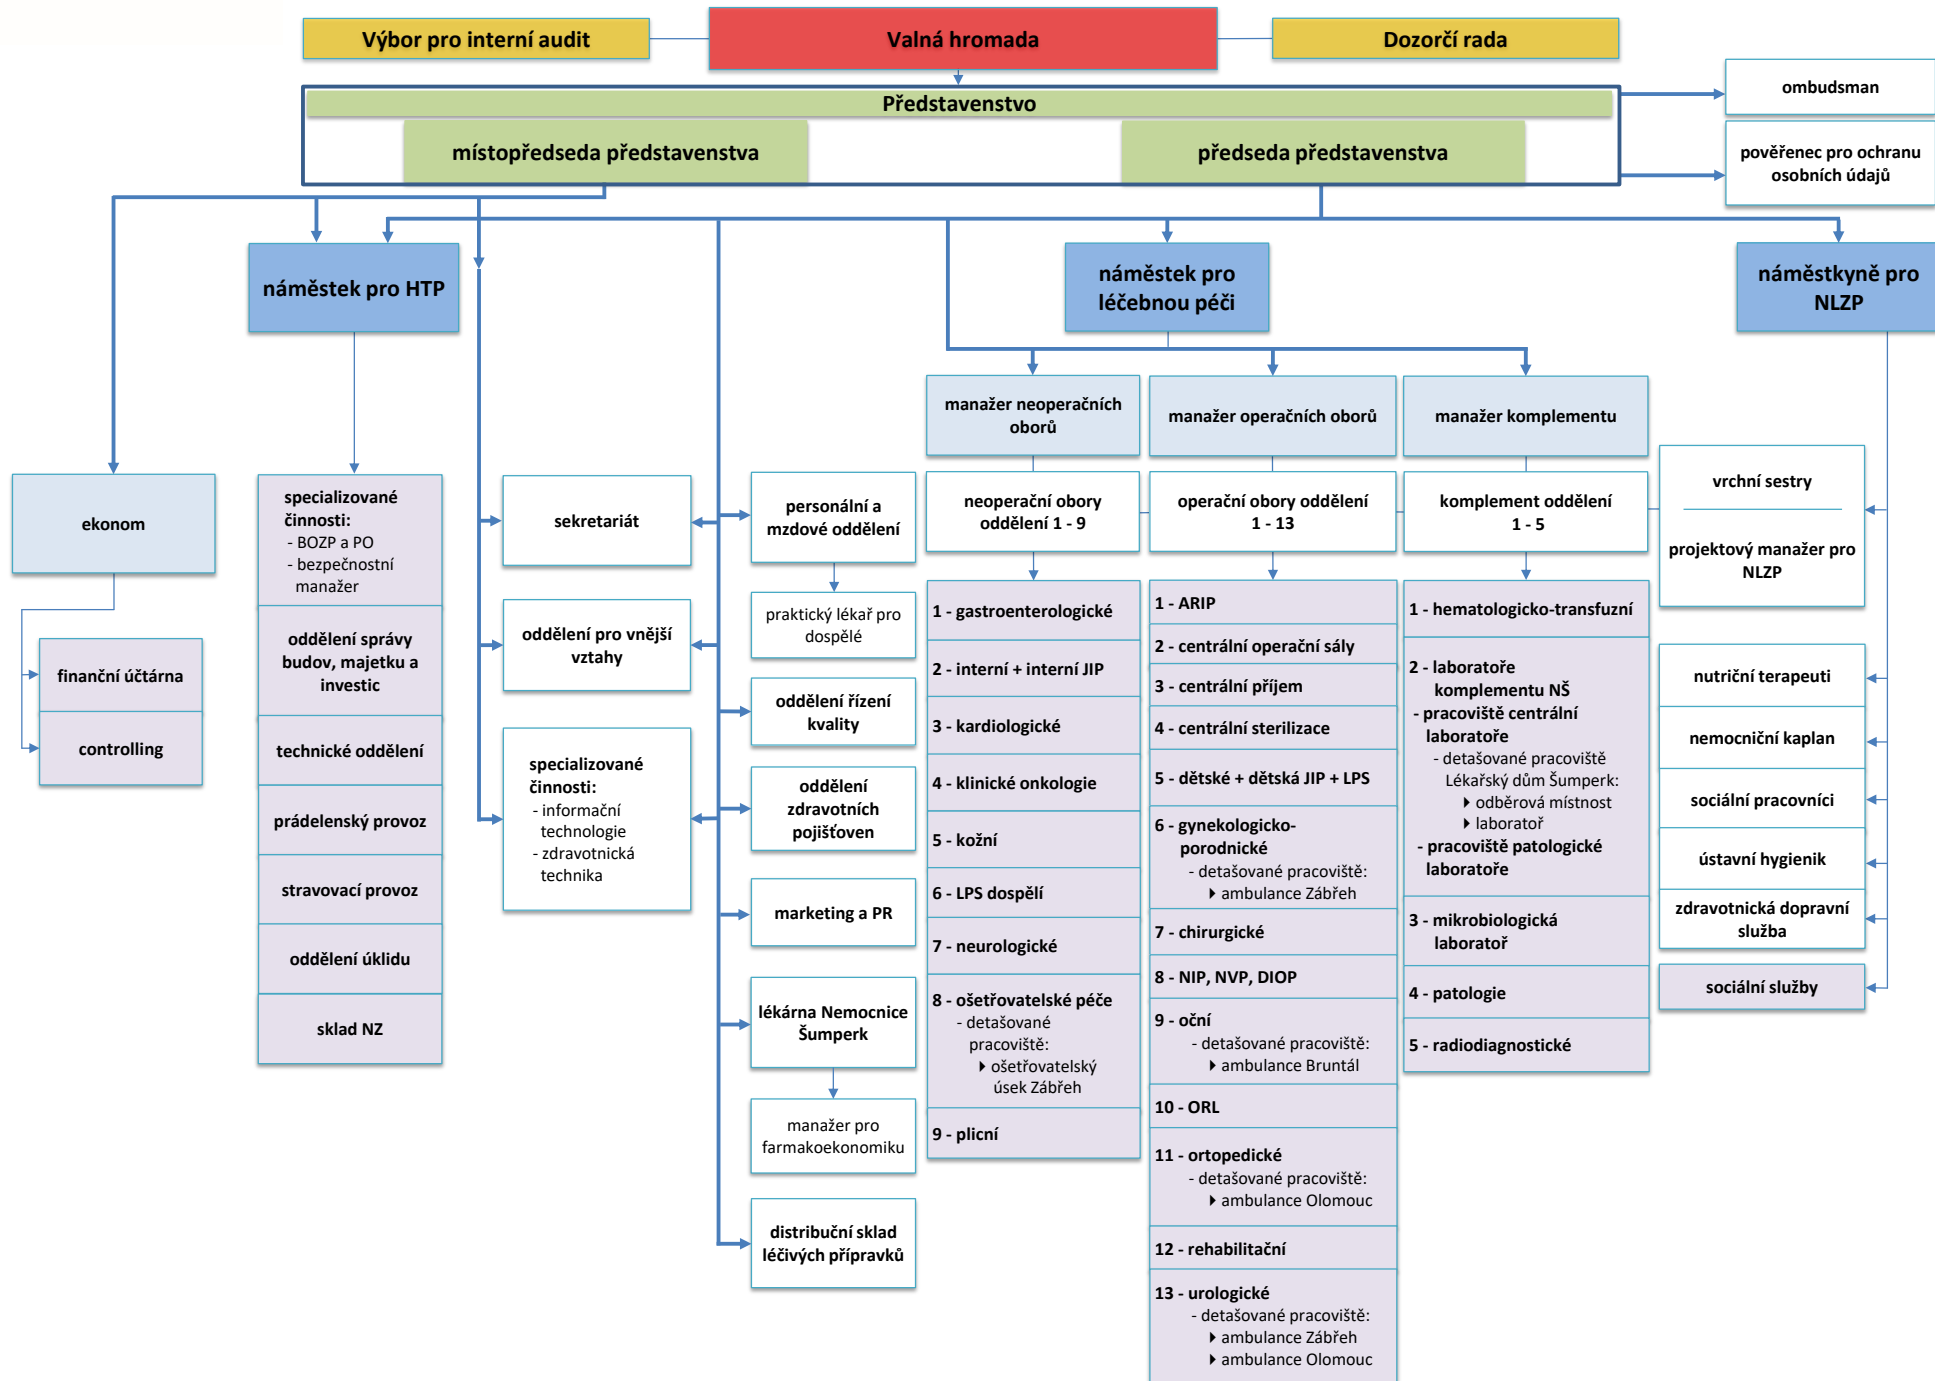 Výbor pro interní audit
Valná hromada
Dozorčí rada
Představenstvo
místopředseda představenstva
předseda představenstva
ombudsman
pověřenec pro ochranu
osobních údajů
náměstek pro HTP
náměstek pro
léčebnou péči
náměstkyně pro
NLZP
manažer neoperačních
oborů
manažer operačních oborů
manažer komplementu
ekonom
finanční účtárna
controlling
specializované
činnosti:
- BOZP a PO
- bezpečnostní
manažer
oddělení správy
budov, majetku a
investic
technické oddělení
prádelenský provoz
stravovací provoz
oddělení úklidu
sklad NZ
sekretariát
oddělení pro vnější
vztahy
specializované
činnosti:
- informační
technologie
- zdravotnická
technika
personální a
mzdové oddělení
praktický lékař pro
dospělé
oddělení řízení
kvality
oddělení
zdravotních
pojišťoven
marketing a PR
lékárna Nemocnice
Šumperk
manažer pro
farmakoekonomiku
distribuční sklad
léčivých přípravků
neoperační obory
oddělení 1 - 9
1 - gastroenterologické
2 - interní + interní JIP
3 - kardiologické
4 - klinické onkologie
5 - kožní
6 - LPS dospělí
7 - neurologické
8 - ošetřovatelské péče
- detašované
pracoviště:
ošetřovatelský
úsek Zábřeh
9 - plicní
operační obory oddělení
1 - 13
1 - ARIP
2 - centrální operační sály
3 - centrální příjem
4 - centrální sterilizace
5 - dětské + dětská JIP + LPS
6 - gynekologicko-
porodnické
- detašované pracoviště:
ambulance Zábřeh
7 - chirurgické
8 - NIP, NVP, DIOP
9 - oční
- detašované pracoviště:
ambulance Bruntál
10 - ORL
11 - ortopedické
- detašované pracoviště:
ambulance Olomouc
12 - rehabilitační
13 - urologické
- detašované pracoviště:
ambulance Zábřeh
ambulance Olomouc
komplement oddělení
1 - 5
1 - hematologicko-transfuzní
2 - laboratoře
komplementu NŠ
- pracoviště centrální
laboratoře
- detašované pracoviště
Lékařský dům Šumperk:
odběrová místnost
laboratoř
- pracoviště patologické
laboratoře
3 - mikrobiologická
laboratoř
4 - patologie
5 - radiodiagnostické
vrchní sestry
projektový manažer pro
NLZP
nutriční terapeuti
nemocniční kaplan
sociální pracovníci
ústavní hygienik
zdravotnická dopravní
služba
sociální služby